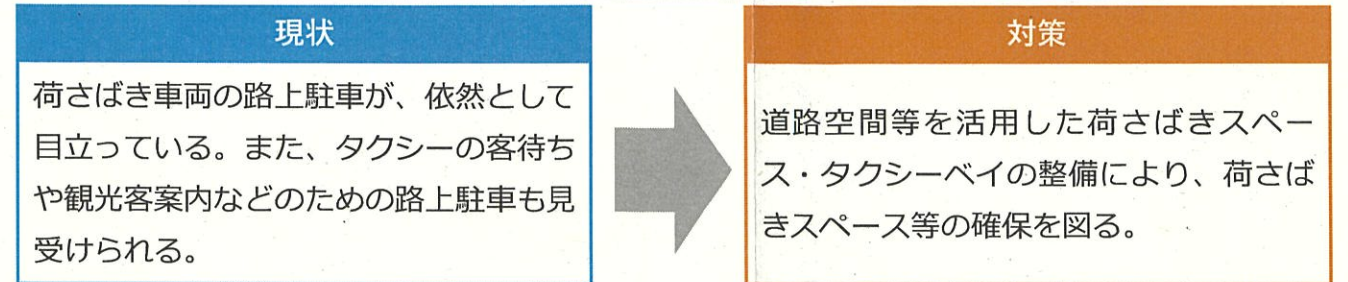 現状
荷さばき車両の路上駐車が、依然として
目立っている。また、タクシーの客待ち
や観光客案内などのための路上駐車も見
受けられる。
対策
道路空間等を活用した荷さばきスペー
ス・タクシーベイの整備により、荷さば
きスペース等の確保を図る。